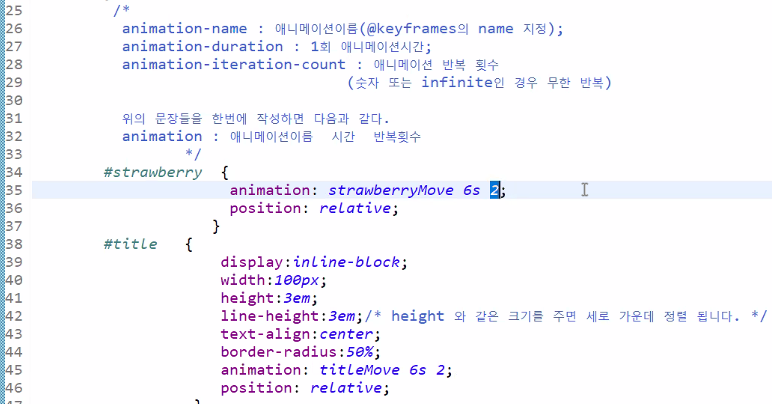 25 /*
26 animation-name : 애니메이션이름(@keyframes의 name 지정);
27 animation-duration : 1회 애니메이션시간;
28 animation-iteration-count : 애니메이션 반복 횟수
29 (숫자 또는 infinite인 경우 무한 반복)
30
31 위의 문장들을 한번에 작성하면 다음과 같다.
32 animation : 애니메이션이름 시간 반복횟수
33 */
34 #strawberry {
35 animation: strawberryMove 6s 2;
36 position: relative;
37 }
38 #title {
39 display:inline-block;
40 width:100px;
41 height:3em;
42 line-height:3em;/* height 와 같은 크기를 주면 세로 가운데 정렬 됩니다. */
43 text-align:center;
44 border-radius:50%;
45 animation: titleMove 6s 2;
46 position: relative;